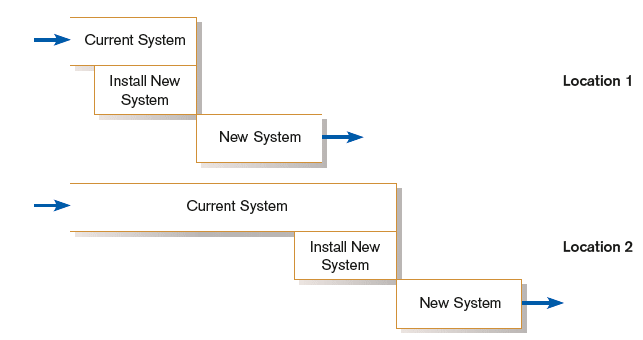 Current System
Install New
System
Location 1
New System
Current System
Install New
System
Location 2
New System